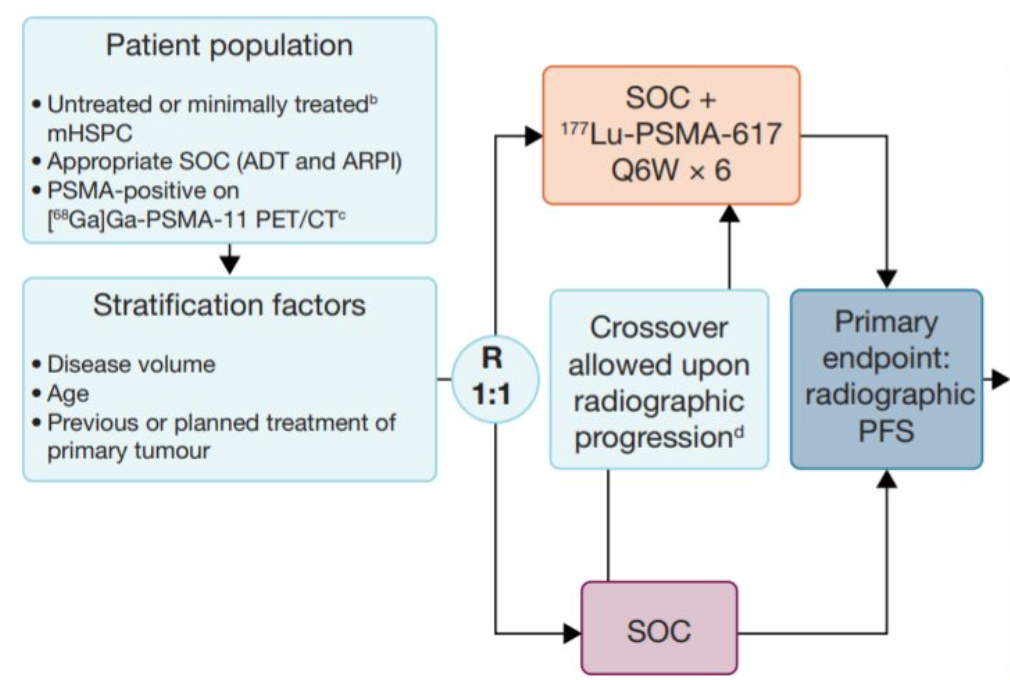 Patient population
• Untreated or minimally treatedᵇ
mHSPC
• Appropriate SOC (ADT and ARPI)
• PSMA-positive on
[⁶⁸Ga]Ga-PSMA-11 PET/CTᶜ
Stratification factors
• Disease volume
• Age
• Previous or planned treatment of
primary tumour
R
1:1
SOC +
¹⁷⁷Lu-PSMA-617
Q6W × 6
Crossover
allowed upon
radiographic
progressionᵈ
SOC
Primary
endpoint:
radiographic
PFS